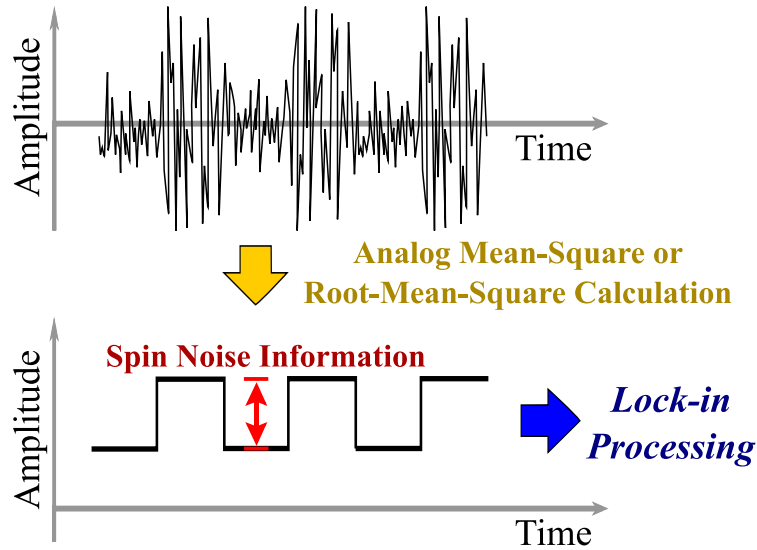 Amplitude
Time
Analog Mean-Square or
Root-Mean-Square Calculation
Spin Noise Information
Amplitude
Lock-in
Processing
Time